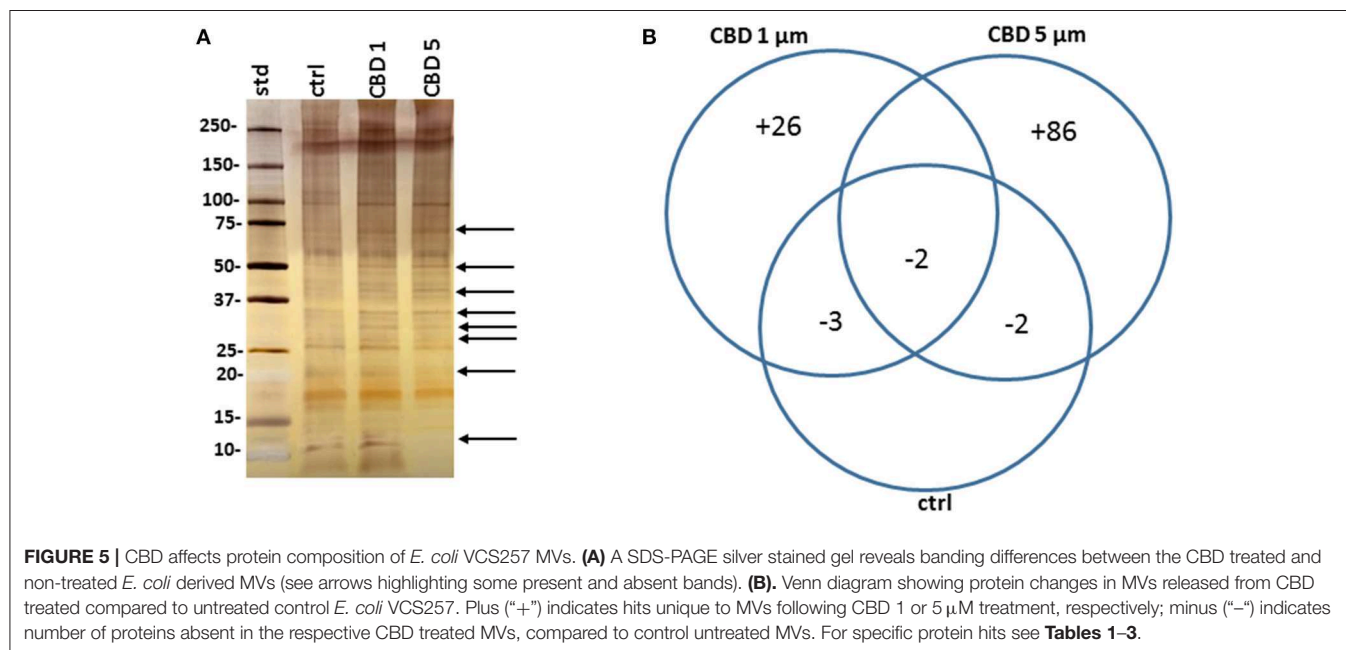 A
std
ctrl
CBD 1
CBD 5
250-
150-
100-
75-
50-
37-
25-
20-
15-
10-
B
CBD 1 µm
CBD 5 µm
+26
+86
-2
-3
-2
ctrl
FIGURE 5 | CBD affects protein composition of E. coli VCS257 MVs. (A) A SDS-PAGE silver stained gel reveals banding differences between the CBD treated and
non-treated E. coli derived MVs (see arrows highlighting some present and absent bands). (B). Venn diagram showing protein changes in MVs released from CBD
treated compared to untreated control E. coli VCS257. Plus (“+”) indicates hits unique to MVs following CBD 1 or 5 µM treatment, respectively; minus (“–“) indicates
number of proteins absent in the respective CBD treated MVs, compared to control untreated MVs. For specific protein hits see Tables 1–3.